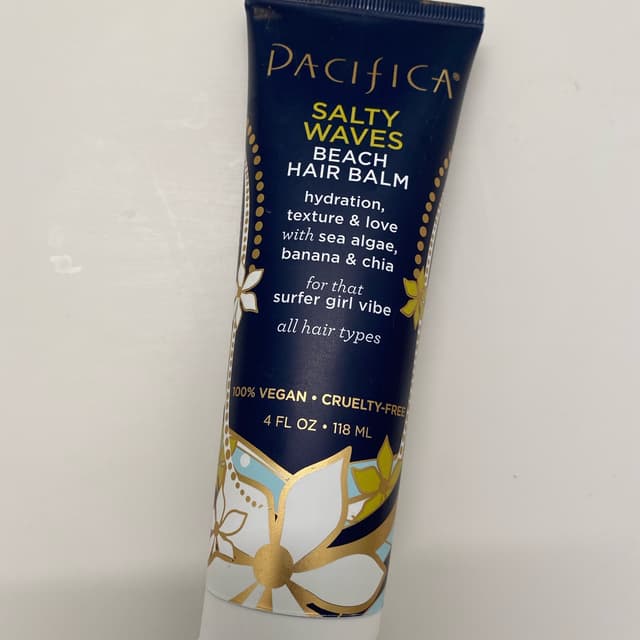 PACIFICA®
SALTY
WAVES
BEACH
HAIR BALM
hydration,
texture & love
with sea algae,
banana & chia
for that
surfer girl vibe
all hair types
100% VEGAN • CRUELTY-FREE
4 FL OZ • 118 ML